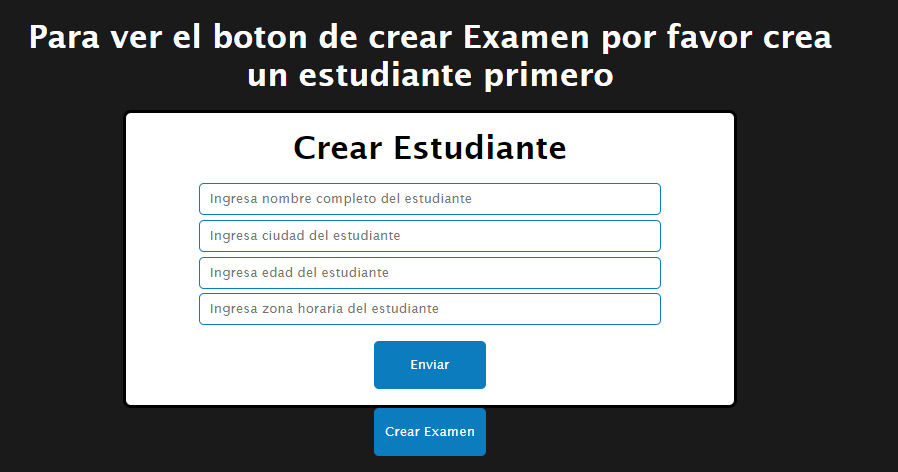 Para ver el boton de crear Examen por favor crea
un estudiante primero
Crear Estudiante
Ingresa nombre completo del estudiante
Ingresa ciudad del estudiante
Ingresa edad del estudiante
Ingresa zona horaria del estudiante
Enviar
Crear Examen